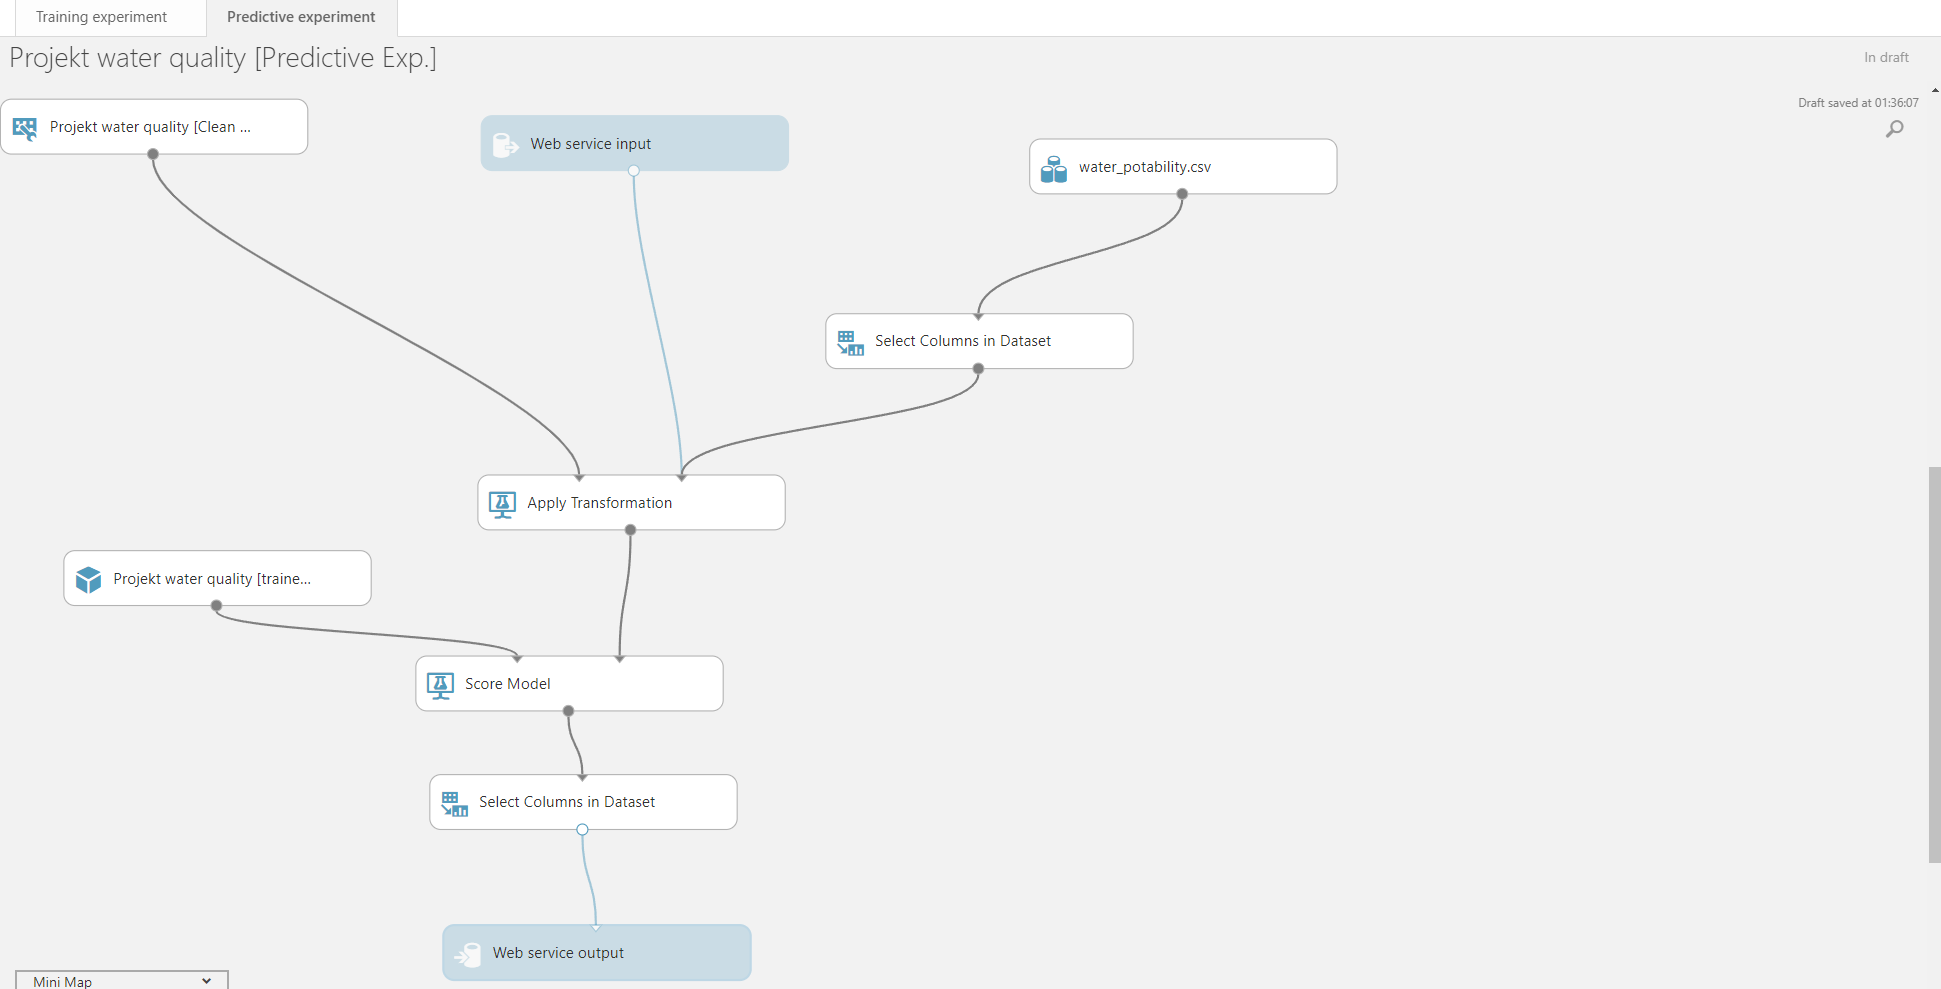 Training experiment
Predictive experiment
Projekt water quality [Predictive Exp.]
In draft
Draft saved at 01:36:07
Projekt water quality [Clean ...
Web service input
water_potability.csv
Select Columns in Dataset
Apply Transformation
Projekt water quality [traine...
Score Model
Select Columns in Dataset
Web service output
Mini Map